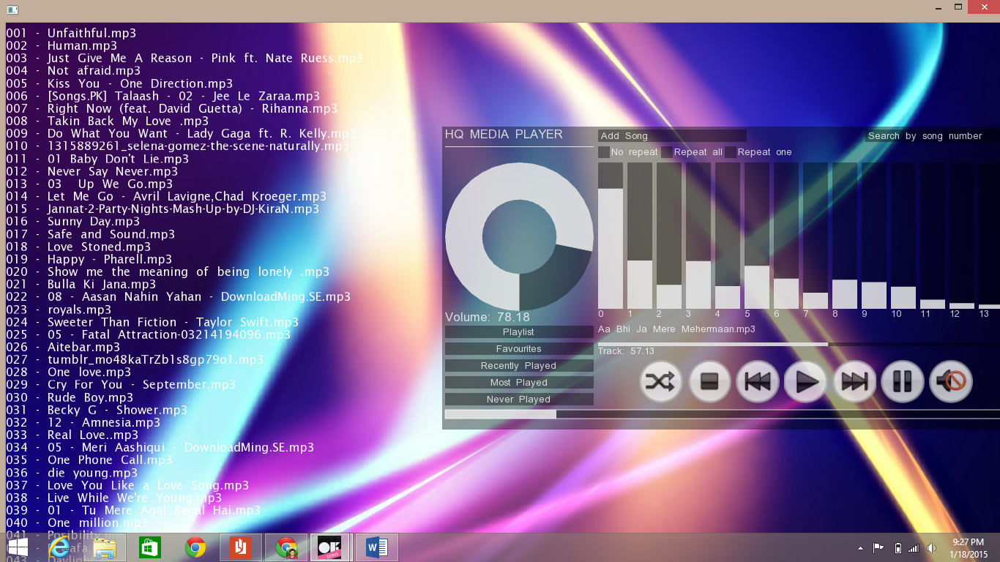 001 - Unfaithful.mp3
002 - Human.mp3
003 - Just Give Me A Reason - Pink ft. Nate Ruess.mp3
004 - Not afraid.mp3
005 - Kiss You - One Direction.mp3
006 - [Songs.PK] Talaash - 02 - Jee Le Zaraa.mp3
007 - Right Now (feat. David Guetta) - Rihanna.mp3
008 - Takin Back My Love .mp3
009 - Do What You Want - Lady Gaga ft. R. Kelly.mp3
010 - 1315889261_selena-gomez-the-scene-naturally.mp3
011 - 01 Baby Don't Lie.mp3
012 - Never Say Never.mp3
013 - 03  Up We Go.mp3
014 - Let Me Go - Avril Lavigne,Chad Kroeger.mp3
015 - Jannat-2-Party-Nights-Mash-Up-by-DJ-KiraN.mp3
016 - Sunny Day.mp3
017 - Safe and Sound.mp3
018 - Love Stoned.mp3
019 - Happy - Pharell.mp3
020 - Show me the meaning of being lonely .mp3
021 - Bulla Ki Jana.mp3
022 - 08 - Aasan Nahin Yahan - DownloadMing.SE.mp3
023 - royals.mp3
024 - Sweeter Than Fiction - Taylor Swift.mp3
025 - 05 - Fatal Attraction-03214194096.mp3
026 - Aitebar.mp3
027 - tumblr_mo48kaTrZb1s8gp79o1.mp3
028 - One love.mp3
029 - Cry For You - September.mp3
030 - Rude Boy.mp3
031 - Becky G - Shower.mp3
032 - 12 - Amnesia.mp3
033 - Real Love..mp3
034 - 05 - Meri Aashiqui - DownloadMing.SE.mp3
035 - One Phone Call.mp3
036 - die young.mp3
037 - Love You Like a Love Song.mp3
038 - Live While We're Young.mp3
039 - 01 - Tu Mere Agal Bagal Hai.mp3
040 - One million.mp3
041 - Posibility
043 -
HQ MEDIA PLAYER
Add Song
Search by song number
No repeat
Repeat all
Repeat one
0 1 2 3 4 5 6 7 8 9 10 11 12 13
Volume: 78.18
Playlist
Favourites
Recently Played
Most Played
Never Played
Aa Bhi Ja Mere Mehermaan.mp3
Track: 57.13
9:27 PM
1/18/2015